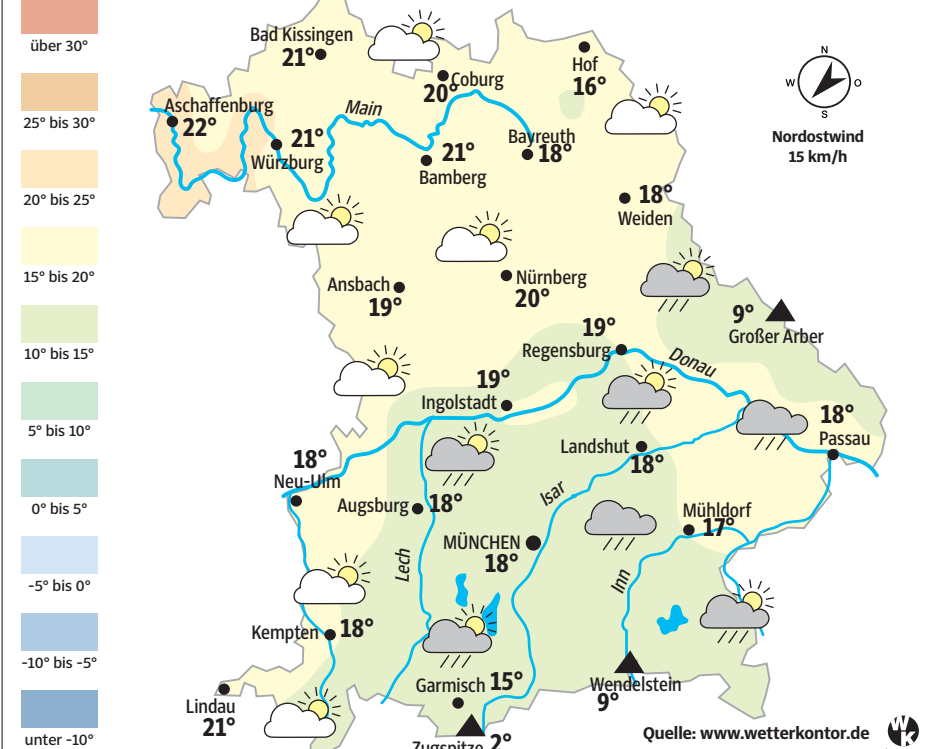 über 30°
25° bis 30°
20° bis 25°
15° bis 20°
10° bis 15°
5° bis 10°
0° bis 5°
-5° bis 0°
-10° bis -5°
unter -10°
Bad Kissingen
21°
Coburg
20°
Hof
16°
N
W
O
S
Nordostwind
15 km/h
Aschaffenburg
22°
Main
21°
Würzburg
21°
Bamberg
Bayreuth
18°
18°
Weiden
Ansbach
19°
Nürnberg
20°
9°
Großer Arber
19°
Regensburg
Donau
19°
Ingolstadt
18°
Passau
Landshut
18°
18°
Neu-Ulm
Augsburg
18°
Isar
Mühldorf
17°
MÜNCHEN
18°
Lech
Inn
Kempten
18°
Lindau
21°
Garmisch
15°
Wendelstein
9°
Zugspitze 2°
Quelle: www.wetterkontor.de
WK